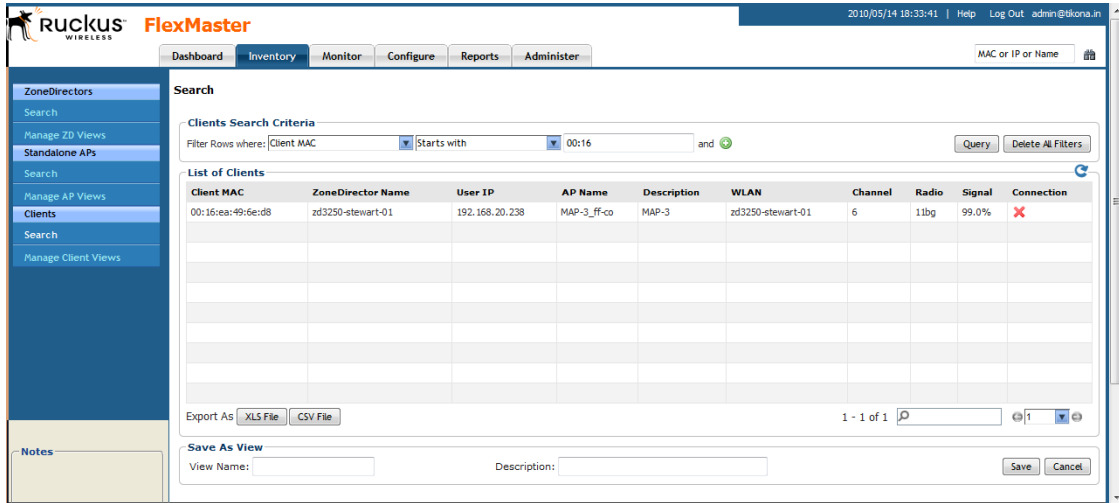 Ruckus WIRELESS FlexMaster
2010/05/14 18:33:41 | Help Log Out admin@tikona.in
Dashboard Inventory Monitor Configure Reports Administer
MAC or IP or Name
ZoneDirectors
Search
Manage ZD Views
Standalone APs
Search
Manage AP Views
Clients
Search
Manage Client Views
Notes
Search
Clients Search Criteria
Filter Rows where: Client MAC Starts with 00:16 and
Query Delete All Filters
List of Clients
Client MAC ZoneDirector Name User IP AP Name Description WLAN Channel Radio Signal Connection
00:16:ea:49:6e:d8 zd3250-stewart-01 192.168.20.238 MAP-3_ff-co MAP-3 zd3250-stewart-01 6 11bg 99.0%
Export As XLS File CSV File
1 - 1 of 1
1
Save As View
View Name: Description:
Save Cancel